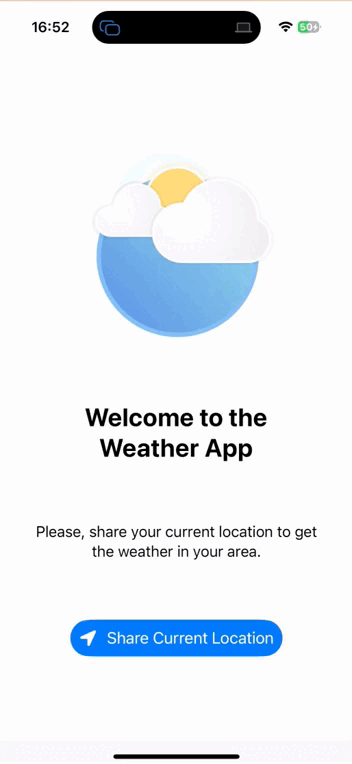 16:52
50
Welcome to the
Weather App
Please, share your current location to get
the weather in your area.
Share Current Location